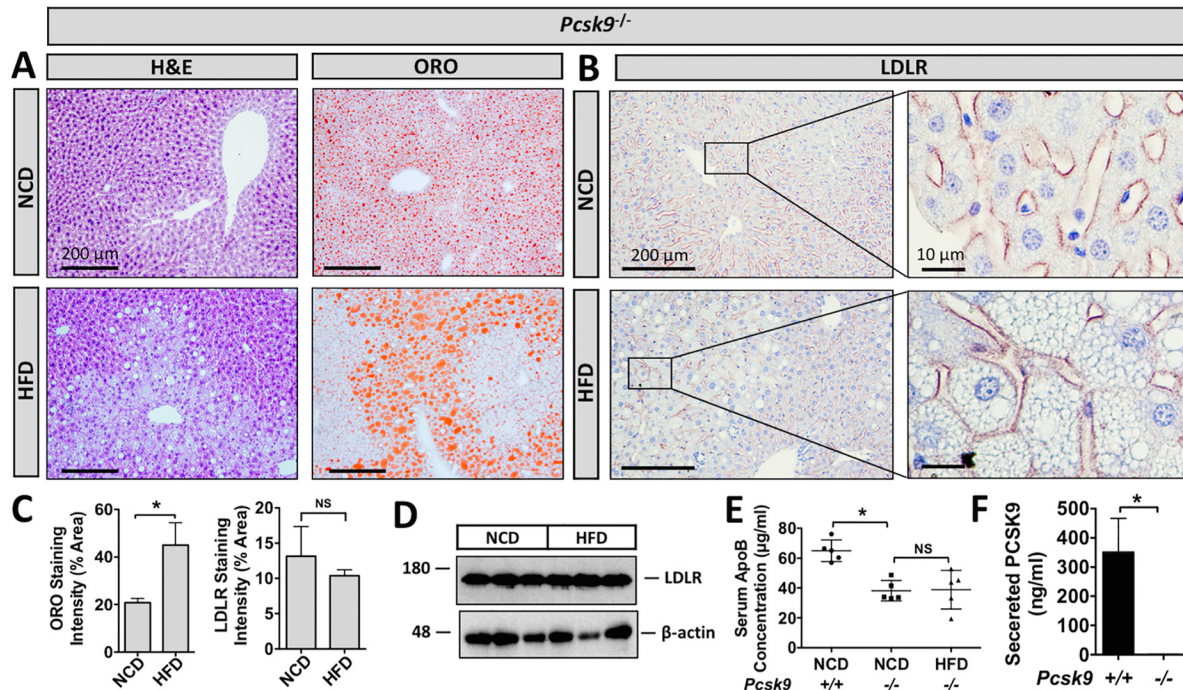 Pcsk9-/-
A
H&E
ORO
B
LDLR
NCD
200 µm
NCD
200 µm
10 µm
HFD
HFD
C
ORO Staining
Intensity (% Area)
60
40
20
0
*
NCD
HFD
LDLR Staining
Intensity (% Area)
20
15
10
5
0
NS
NCD
HFD
D
NCD
HFD
180
LDLR
48
β-actin
E
Serum ApoB
Concentration (µg/ml)
80
60
40
20
0
*
NS
NCD
NCD
HFD
Pcsk9
+/+
-/-
-/-
F
Secereted PCSK9
(ng/ml)
500
400
300
200
100
0
*
Pcsk9
+/+
-/-